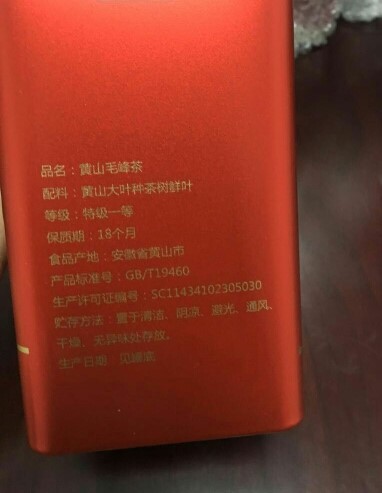 品名：黄山毛峰茶
配料：黄山大叶种茶树鲜叶
等级：特级一等
保质期：18个月
食品产地：安徽省黄山市
产品标准号：GB/T19460
生产许可证编号：SC11434102305030
贮存方法：置于清洁、阴凉、避光、通风、
干燥、无异味处存放。
生产日期：见罐底